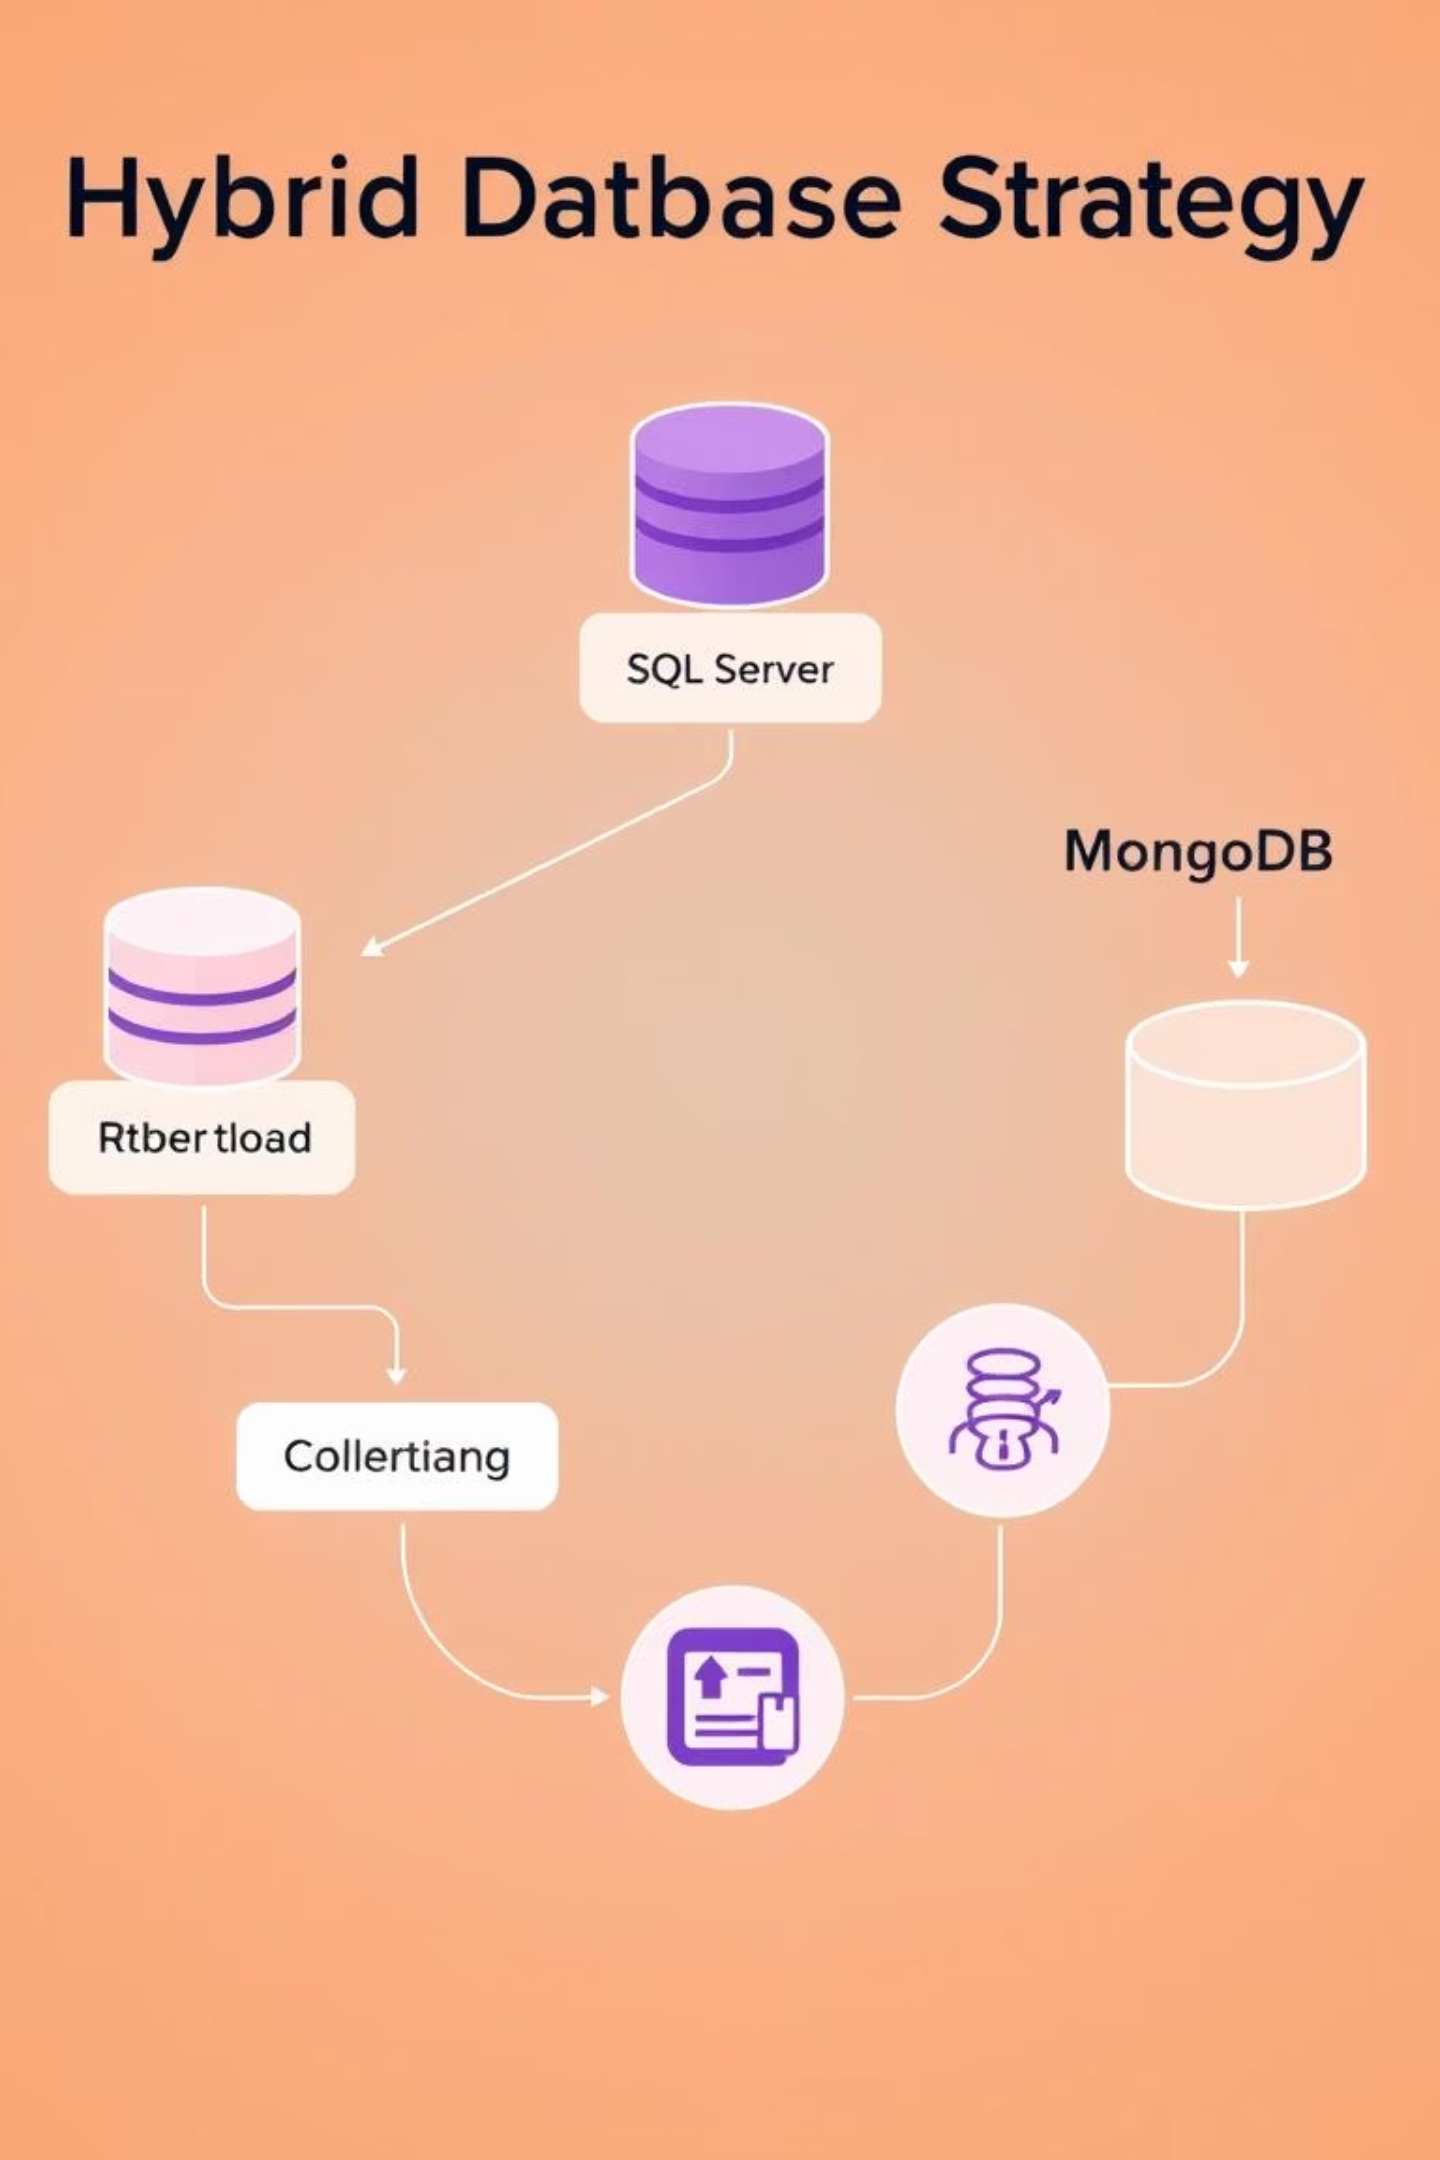 Hybrid Datbase Strategy
SQL Server
MongoDB
Rtber tload
Collertiang